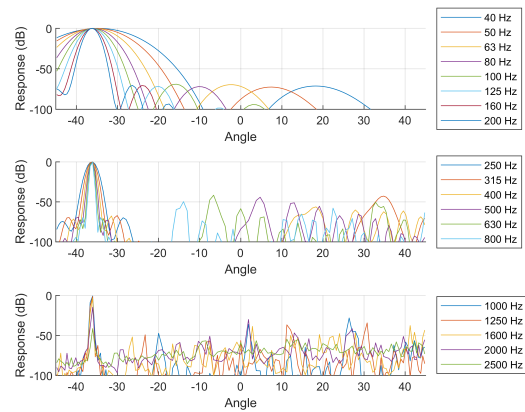 0
-50
-100
Response (dB)
-40 -30 -20 -10 0 10 20 30 40
Angle
40 Hz
50 Hz
63 Hz
80 Hz
100 Hz
125 Hz
160 Hz
200 Hz
0
-50
-100
Response (dB)
-40 -30 -20 -10 0 10 20 30 40
Angle
250 Hz
315 Hz
400 Hz
500 Hz
630 Hz
800 Hz
0
-50
-100
Response (dB)
-40 -30 -20 -10 0 10 20 30 40
Angle
1000 Hz
1250 Hz
1600 Hz
2000 Hz
2500 Hz